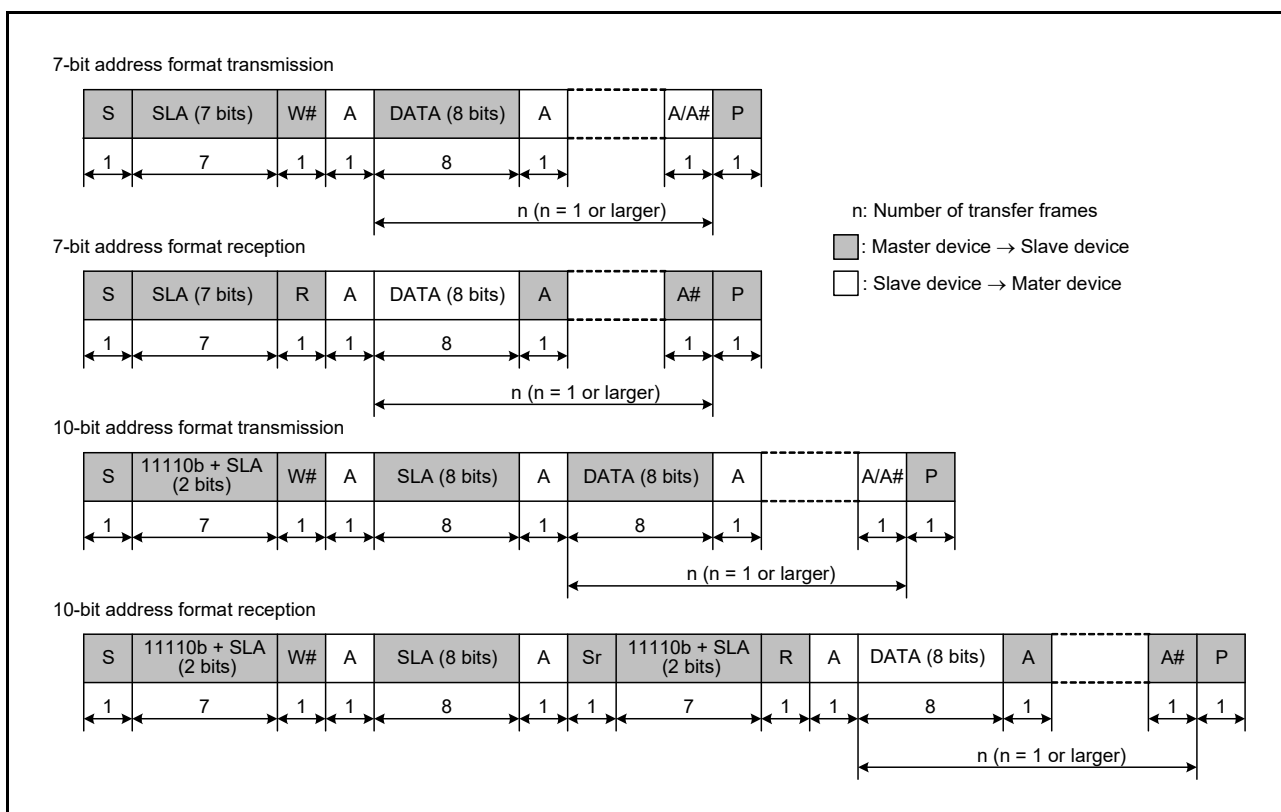 7-bit address format transmission
S SLA (7 bits) W# A DATA (8 bits) A A/A# P
1 7 1 1 8 1 1 1
n (n = 1 or larger)
n: Number of transfer frames
: Master device → Slave device
: Slave device → Mater device
7-bit address format reception
S SLA (7 bits) R A DATA (8 bits) A A# P
1 7 1 1 8 1 1 1
n (n = 1 or larger)
10-bit address format transmission
S 11110b + SLA (2 bits) W# A SLA (8 bits) A DATA (8 bits) A A/A# P
1 7 1 1 8 1 8 1 1 1
n (n = 1 or larger)
10-bit address format reception
S 11110b + SLA (2 bits) W# A SLA (8 bits) A Sr 11110b + SLA (2 bits) R A DATA (8 bits) A A# P
1 7 1 1 8 1 1 7 1 1 8 1 1 1
n (n = 1 or larger)